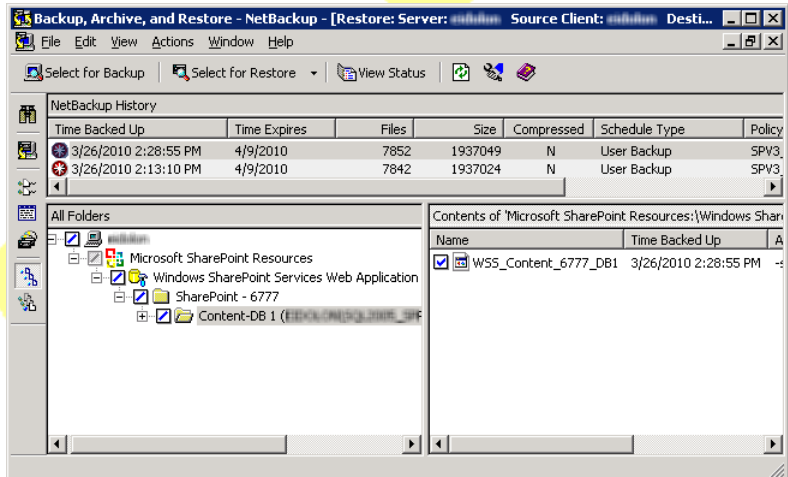 Backup, Archive, and Restore - NetBackup - [Restore: Server: Source Client: Desti...
File Edit View Actions Window Help
Select for Backup Select for Restore View Status
NetBackup History
Time Backed Up Time Expires Files Size Compressed Schedule Type Policy
3/26/2010 2:28:55 PM 4/9/2010 7852 1937049 N User Backup SPV3_
3/26/2010 2:13:10 PM 4/9/2010 7842 1937024 N User Backup SPV3_
All Folders Contents of 'Microsoft SharePoint Resources:\Windows Shar
Name Time Backed Up A
Microsoft SharePoint Resources WSS_Content_6777_DB1 3/26/2010 2:28:55 PM -s
Windows SharePoint Services Web Application
SharePoint - 6777
Content-DB 1 (